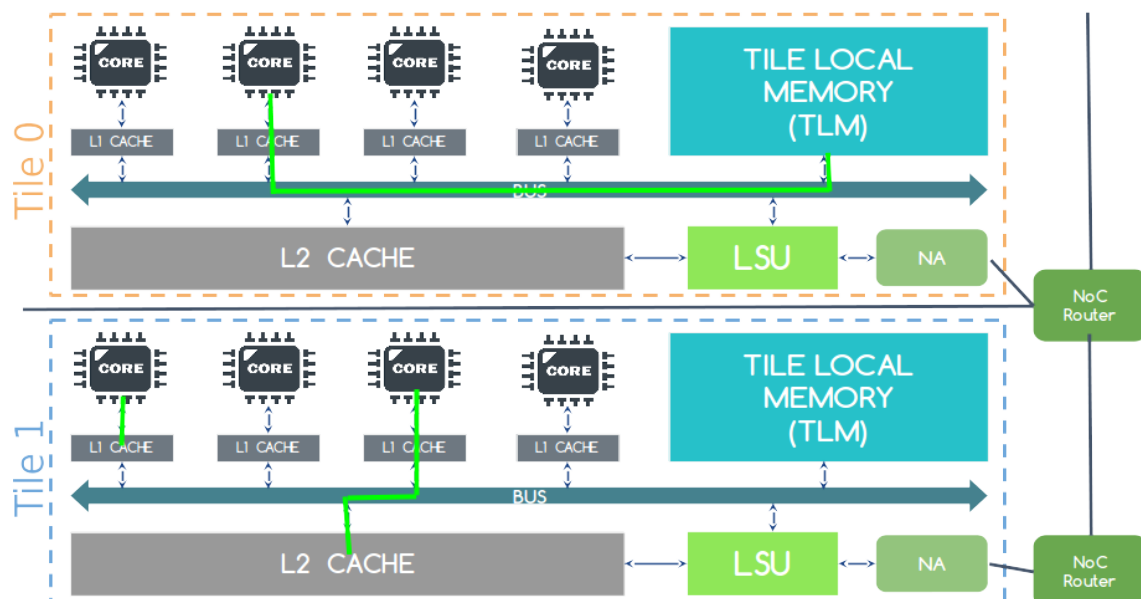 Tile 0
CORE
CORE
CORE
CORE
L1 CACHE
L1 CACHE
L1 CACHE
L1 CACHE
TILE LOCAL
MEMORY
(TLM)
BUS
L2 CACHE
LSU
NA
NoC
Router
Tile 1
CORE
CORE
CORE
CORE
L1 CACHE
L1 CACHE
L1 CACHE
L1 CACHE
TILE LOCAL
MEMORY
(TLM)
BUS
L2 CACHE
LSU
NA
NoC
Router